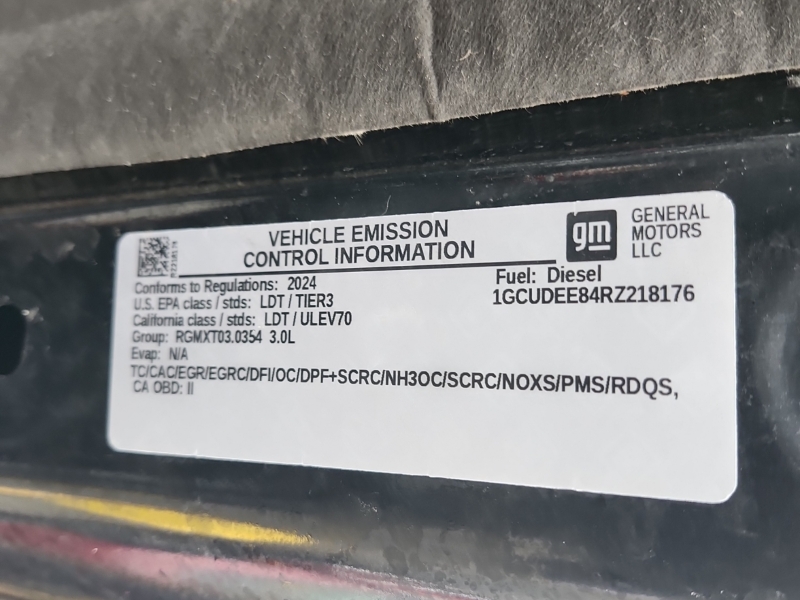 VEHICLE EMISSION
CONTROL INFORMATION
gm
GENERAL
MOTORS
LLC
Conforms to Regulations: 2024
Fuel: Diesel
U.S. EPA class / stds: LDT / TIER3
1GCUDEE84RZ218176
California class / stds: LDT / ULEV70
Group: RGMXT03.0354 3.0L
Evap: N/A
TC/CAC/EGR/EGRC/DFI/OC/DPF+SCRC/NH3OC/SCRC/NOXS/PMS/RDQS,
CA OBD: II